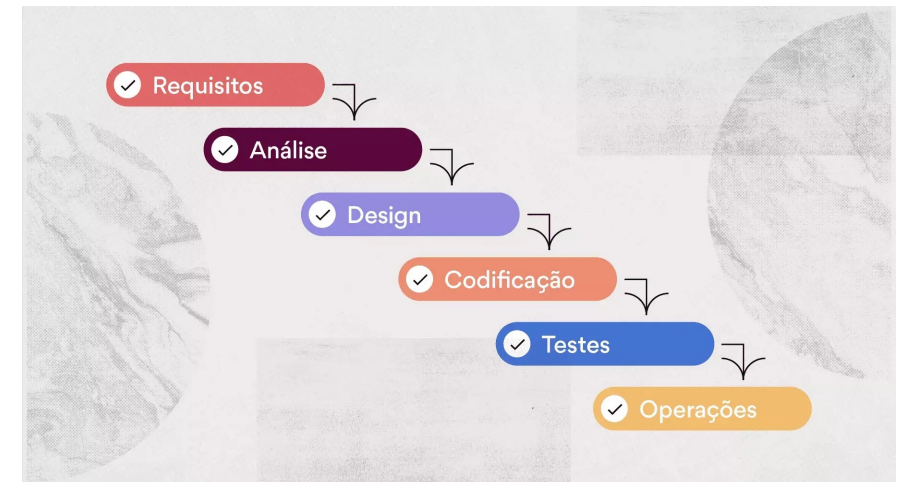 Requisitos
Análise
Design
Codificação
Testes
Operações